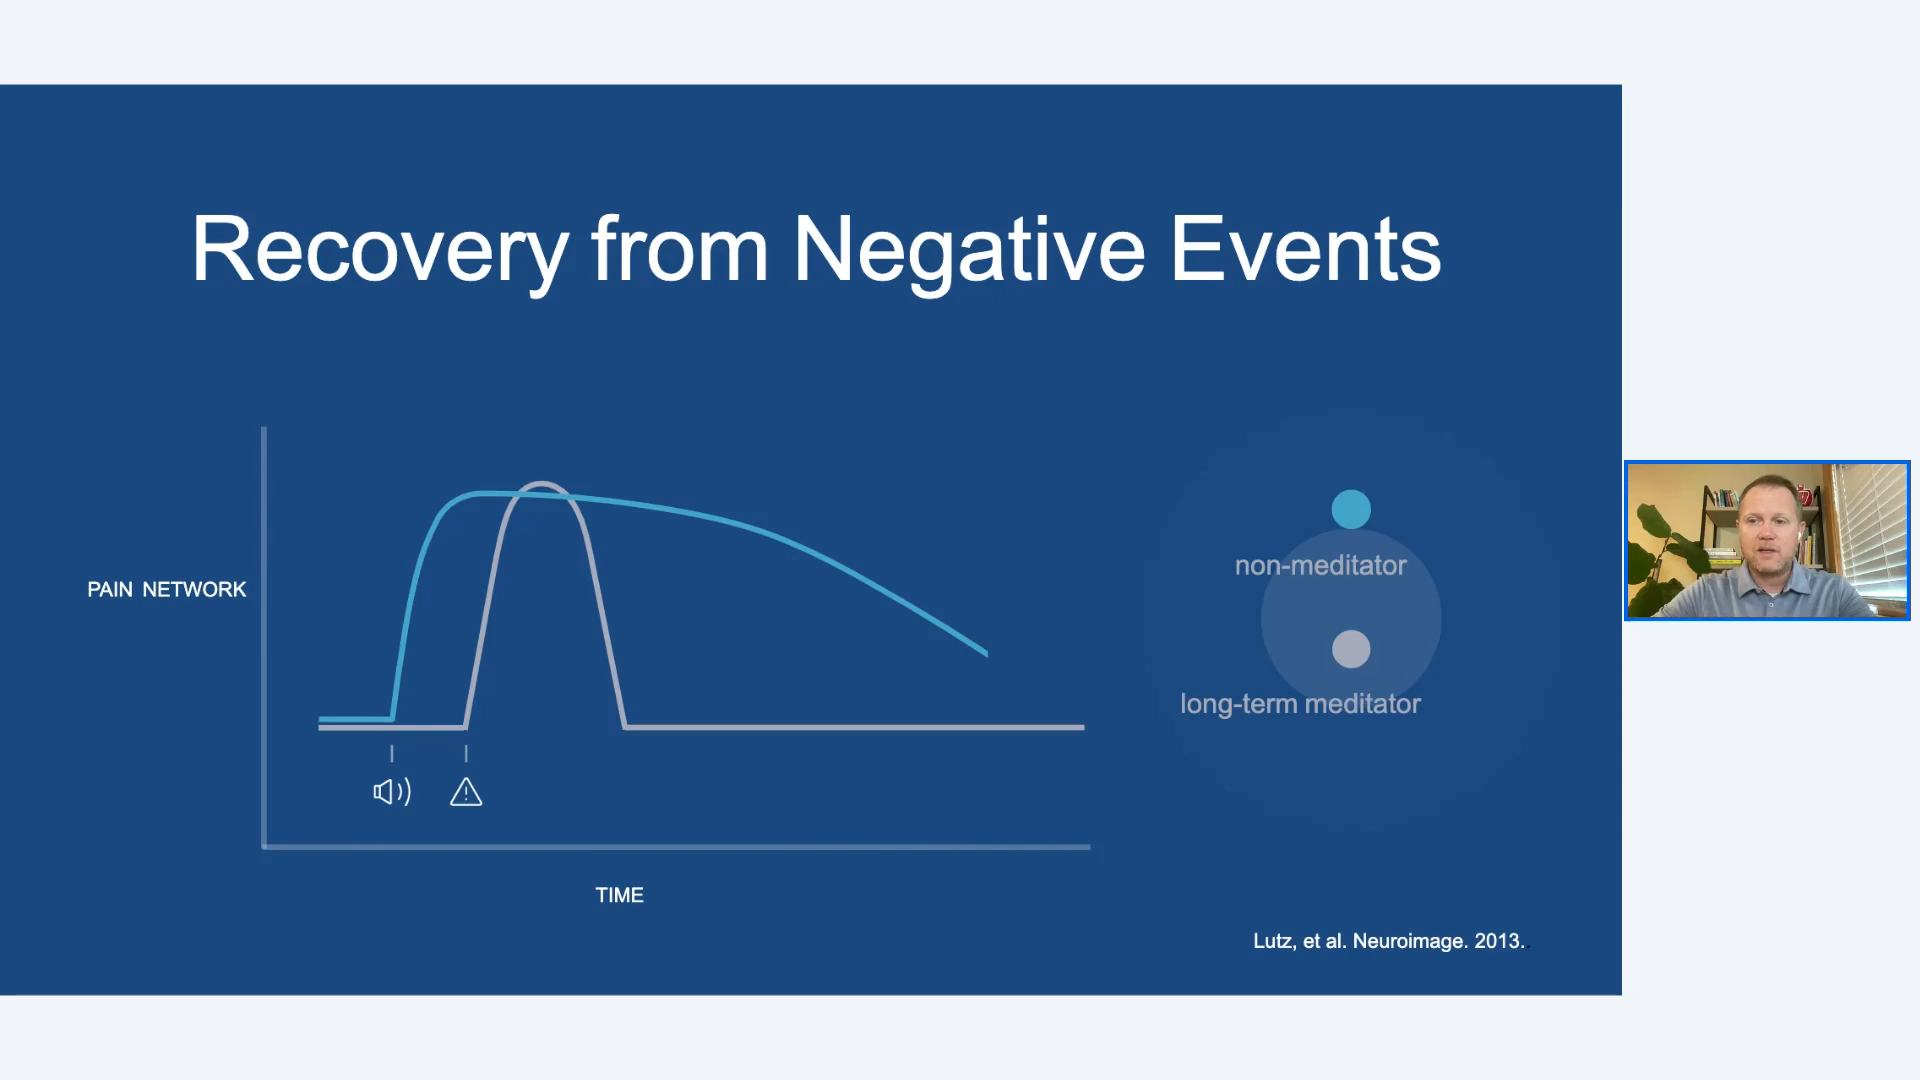 Recovery from Negative Events
PAIN NETWORK
non-meditator
long-term meditator
TIME
Lutz, et al. Neuroimage. 2013..